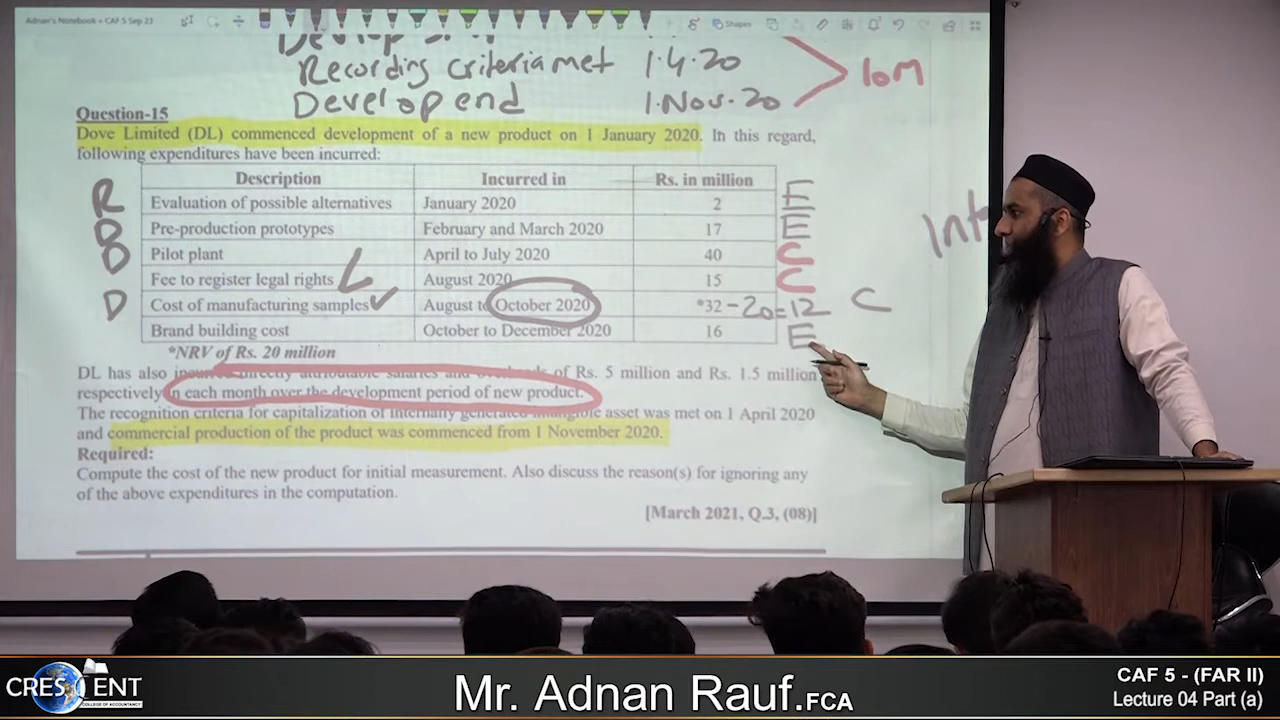 Adnan's Notebook » CAF 5 Sep 23
Shapes
Recording criteria met 1.4.20
10M
Develop end 1.Nov.20
Question-15
Dove Limited (DL) commenced development of a new product on 1 January 2020. In this regard,
following expenditures have been incurred:
Description Incurred in Rs. in million
R Evaluation of possible alternatives January 2020 2 E
D Pre-production prototypes February and March 2020 17 E
D Pilot plant April to July 2020 40 C
Fee to register legal rights August 2020 15 C
D Cost of manufacturing samples August to October 2020 *32 -20=12 C
Brand building cost October to December 2020 16 E
Int
*NRV of Rs. 20 million
DL has also incurred directly attributable salaries and of Rs. 5 million and Rs. 1.5 million
respectively in each month over the development period of new product.
The recognition criteria for capitalization of internally generated intangible asset was met on 1 April 2020
and commercial production of the product was commenced from 1 November 2020.
Required:
Compute the cost of the new product for initial measurement. Also discuss the reason(s) for ignoring any
of the above expenditures in the computation.
[March 2021, Q.3, (08)]
CRESCENT
COLLEGE OF ACCOUNTANCY
Mr. Adnan Rauf.FCA
CAF 5 - (FAR II)
Lecture 04 Part (a)